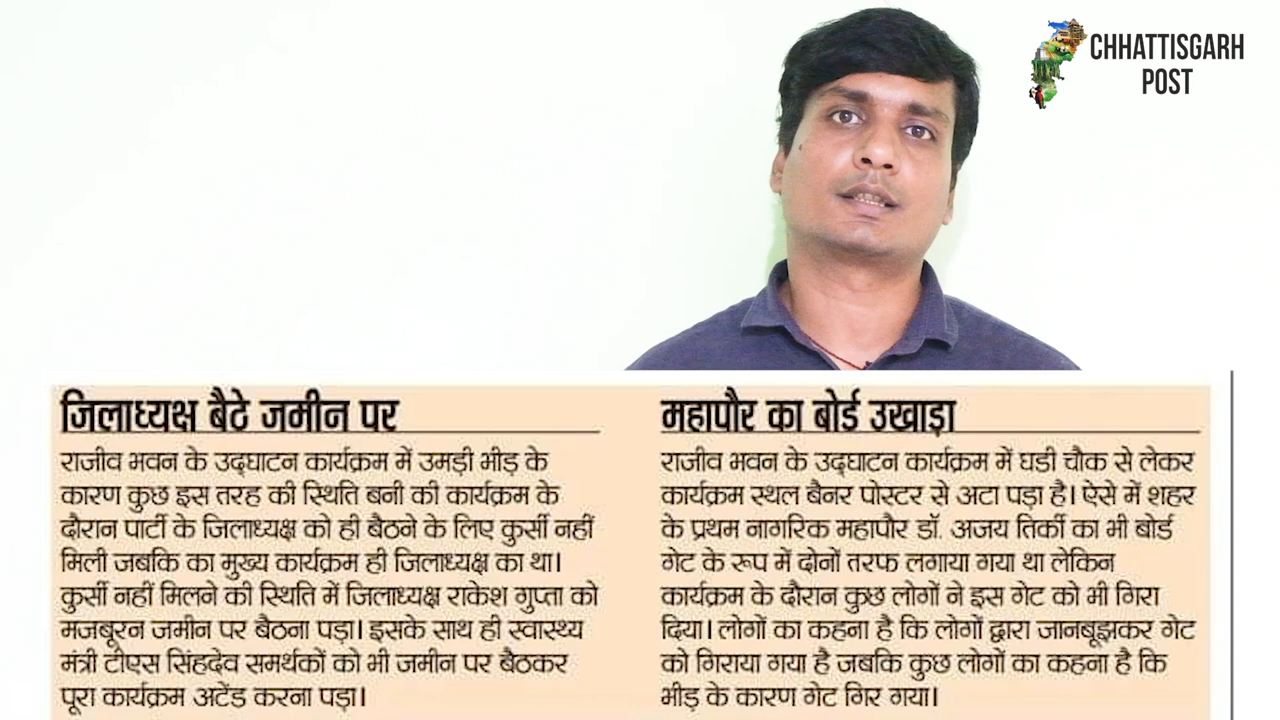 CHHATTISGARH
POST
जिलाध्यक्ष बैठे जमीन पर
राजीव भवन के उद्घाटन कार्यक्रम में उमड़ी भीड़ के
कारण कुछ इस तरह की स्थिति बनी की कार्यक्रम के
दौरान पार्टी के जिलाध्यक्ष को ही बैठने के लिए कुर्सी नहीं
मिली जबकि का मुख्य कार्यक्रम ही जिलाध्यक्ष का था।
कुर्सी नहीं मिलने की स्थिति में जिलाध्यक्ष राकेश गुप्ता को
मजबूरन जमीन पर बैठना पड़ा। इसके साथ ही स्वास्थ्य
मंत्री टीएस सिंहदेव समर्थकों को भी जमीन पर बैठकर
पूरा कार्यक्रम अटेंड करना पड़ा।
महापौर का बोर्ड उखाड़ा
राजीव भवन के उद्घाटन कार्यक्रम में घडी चौक से लेकर
कार्यक्रम स्थल बैनर पोस्टर से अटा पड़ा है। ऐसे में शहर
के प्रथम नागरिक महापौर डॉ. अजय तिर्की का भी बोर्ड
गेट के रूप में दोनों तरफ लगाया गया था लेकिन
कार्यक्रम के दौरान कुछ लोगों ने इस गेट को भी गिरा
दिया। लोगों का कहना है कि लोगों द्वारा जानबूझकर गेट
को गिराया गया है जबकि कुछ लोगों का कहना है कि
भीड़ के कारण गेट गिर गया।